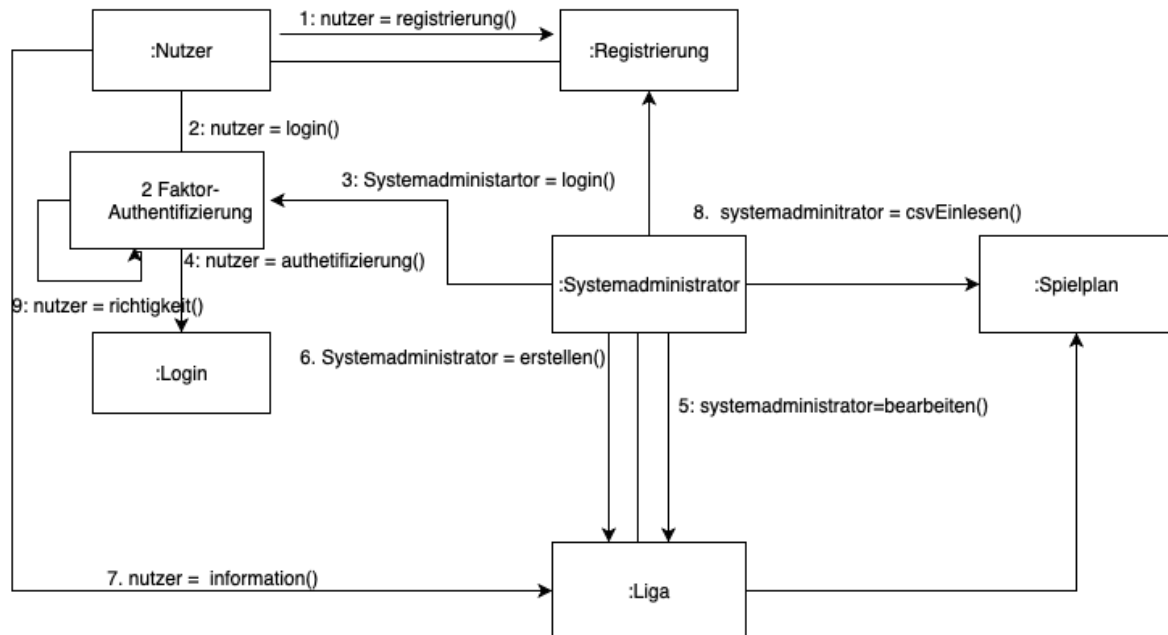 1: nutzer = registrierung()
:Nutzer
:Registrierung
2: nutzer = login()
2 Faktor-
Authentifizierung
3: Systemadministartor = login()
8. systemadminitrator = csvEinlesen()
4: nutzer = authetifizierung()
:Systemadministrator
:Spielplan
9: nutzer = richtigkeit()
:Login
6. Systemadministrator = erstellen()
5: systemadministrator=bearbeiten()
7. nutzer = information()
:Liga